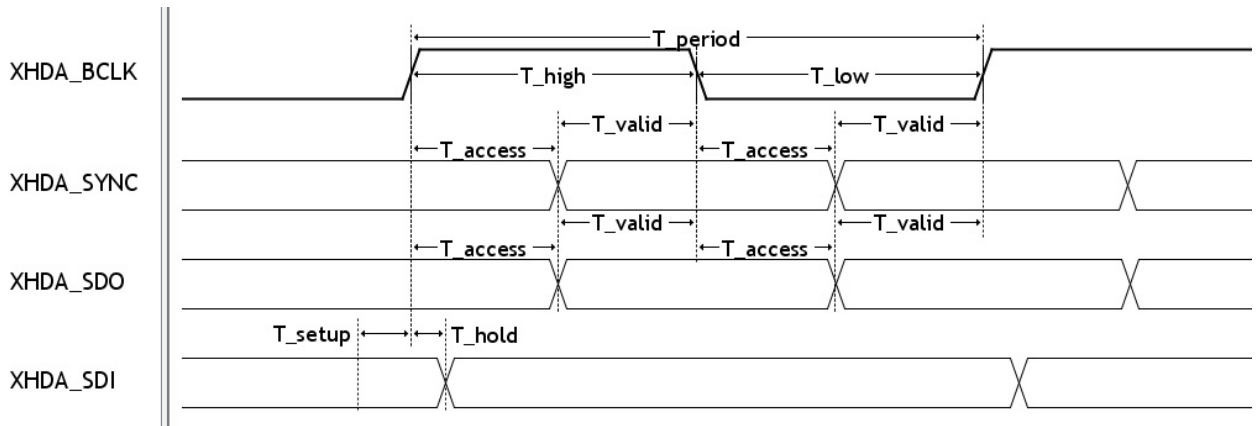 T_period
XHDA_BCLK
T_high
T_low
T_valid
T_valid
T_access
T_access
XHDA_SYNC
T_valid
T_valid
T_access
T_access
XHDA_SDO
T_setup
T_hold
XHDA_SDI